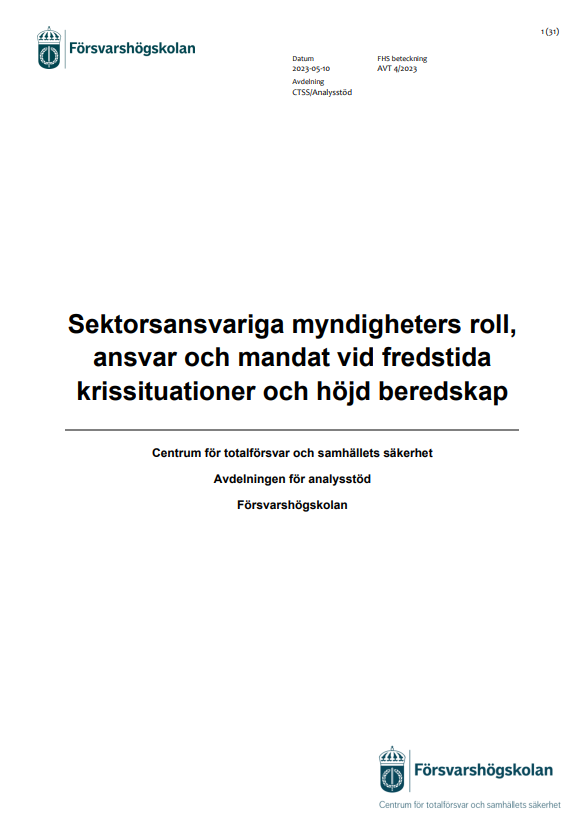 1 (31)
Försvarshögskolan
Datum
FHS beteckning
2023-05-10
AVT 4/2023
Avdelning
CTSS/Analysstöd
Sektorsansvariga myndigheters roll,
ansvar och mandat vid fredstida
krissituationer och höjd beredskap
Centrum för totalförsvar och samhällets säkerhet
Avdelningen för analysstöd
Försvarshögskolan
Försvarshögskolan
Centrum för totalförsvar och samhällets säkerhet